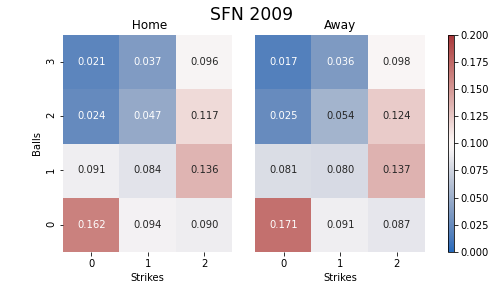 SFN 2009
Home
Away
3 0.021 0.037 0.096 0.017 0.036 0.098
2 0.024 0.047 0.117 0.025 0.054 0.124
1 0.091 0.084 0.136 0.081 0.080 0.137
0 0.162 0.094 0.090 0.171 0.091 0.087
Balls
0 1 2
0 1 2
Strikes
Strikes
0.200
0.175
0.150
0.125
0.100
0.075
0.050
0.025
0.000